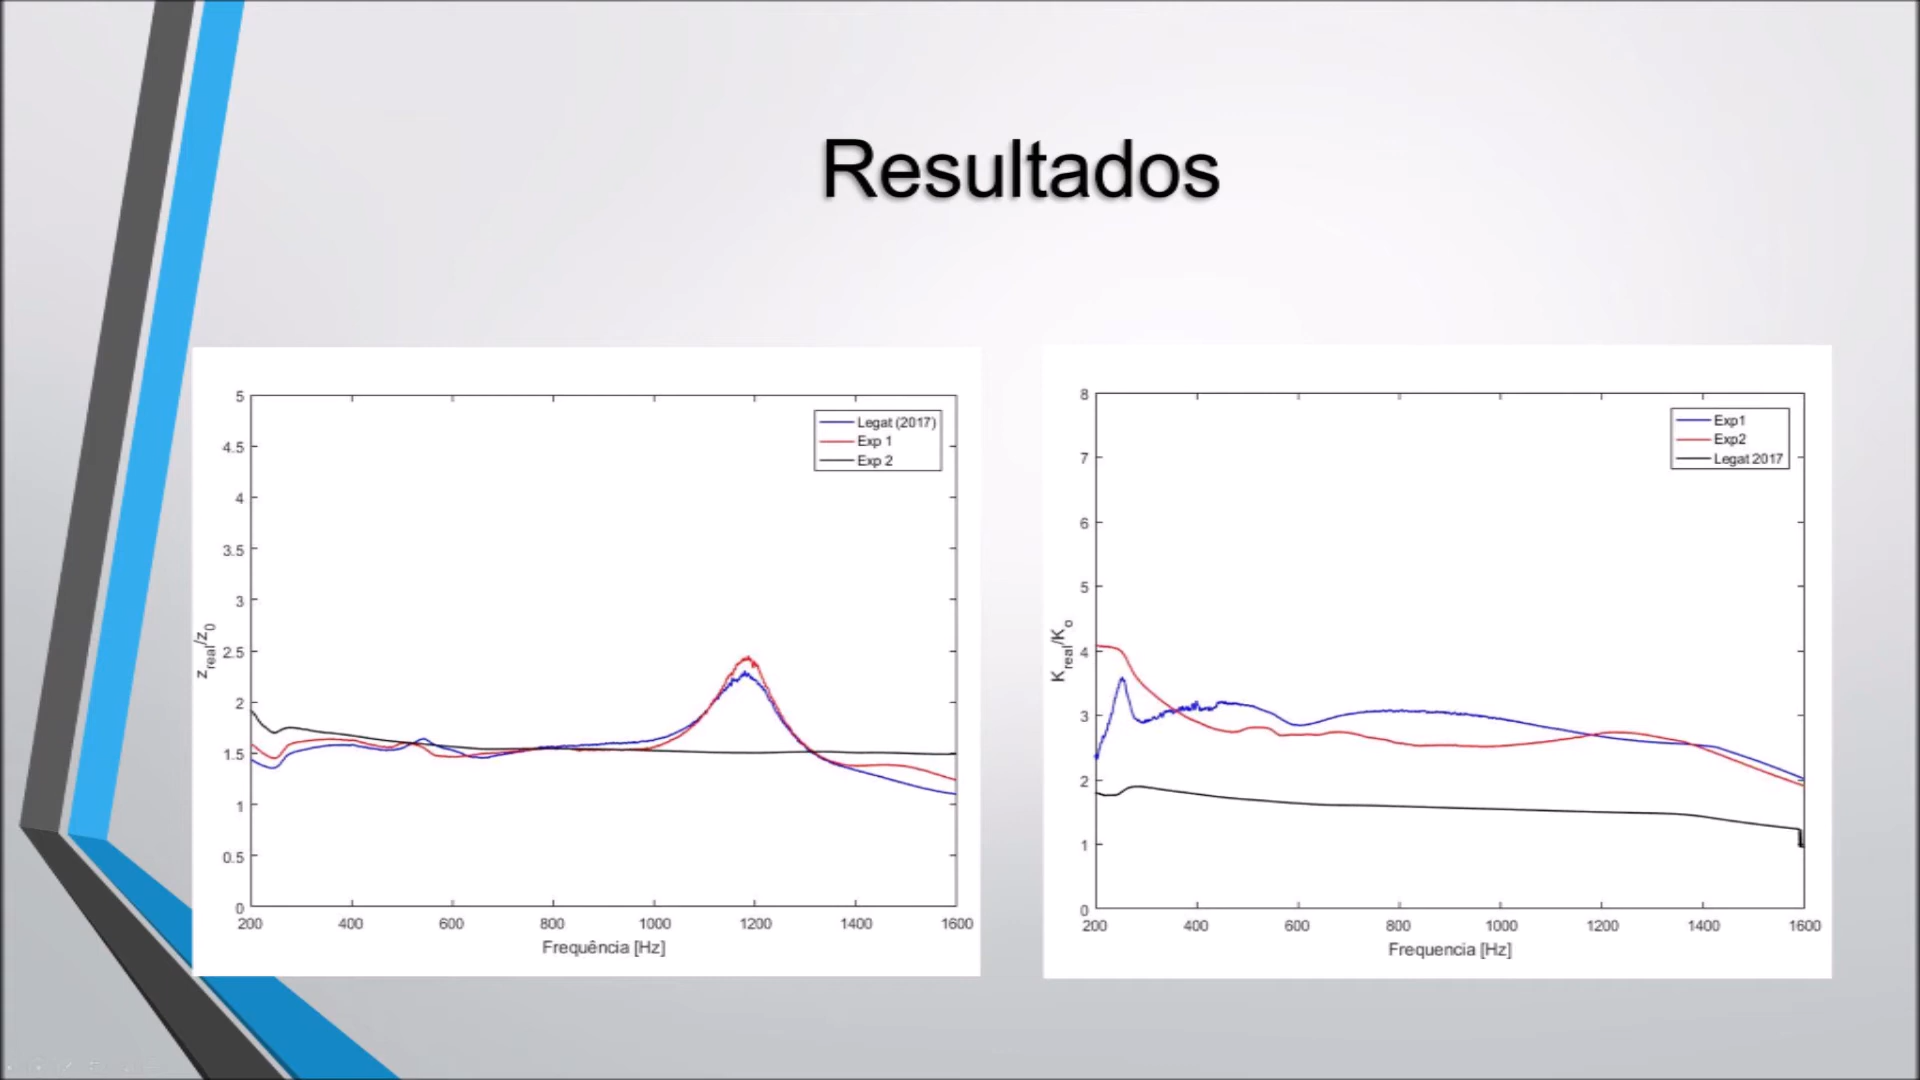 Resultados
5
4.5
4
3.5
3
2.5
2
1.5
1
0.5
0
z_real/z_0
200 400 600 800 1000 1200 1400 1600
Frequência [Hz]
Legat (2017)
Exp 1
Exp 2
8
7
6
5
4
3
2
1
0
K_real/K_o
200 400 600 800 1000 1200 1400 1600
Frequencia [Hz]
Exp1
Exp2
Legat 2017